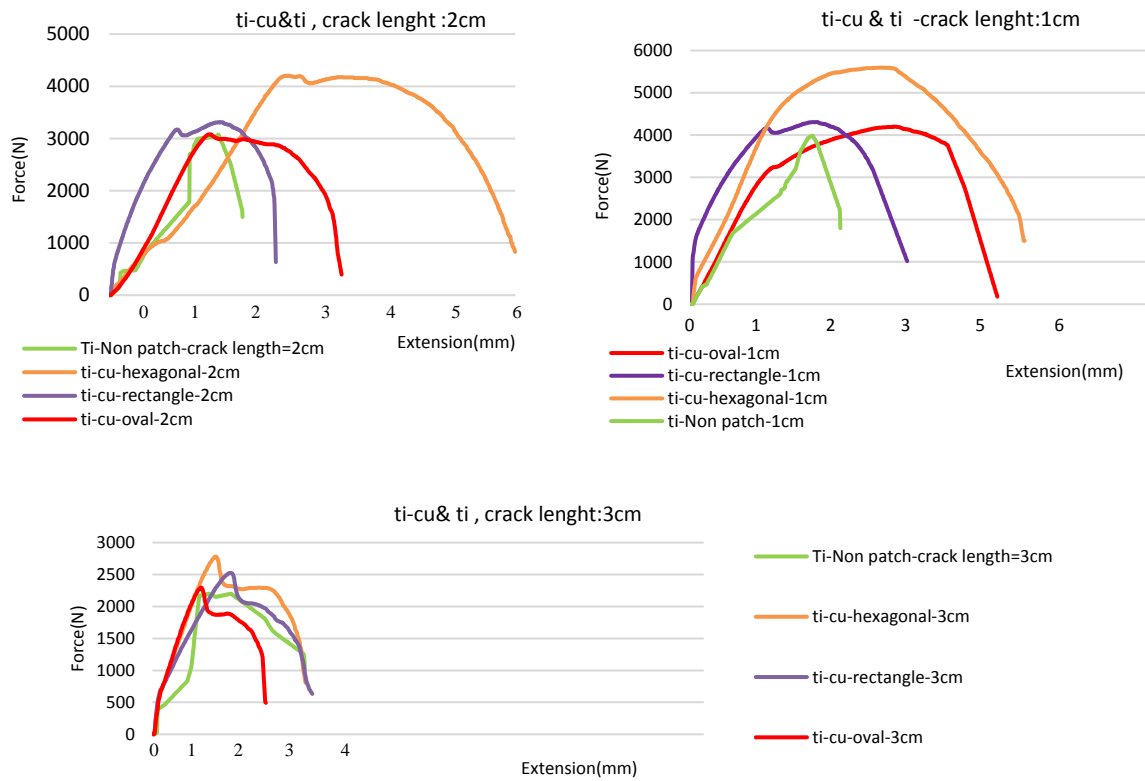 ti-cu&ti , crack lenght :2cm
5000
4000
3000
2000
1000
0
Force(N)
0 1 2 3 4 5 6
Extension(mm)
Ti-Non patch-crack length=2cm
ti-cu-hexagonal-2cm
ti-cu-rectangle-2cm
ti-cu-oval-2cm
ti-cu & ti -crack lenght:1cm
6000
5000
4000
3000
2000
1000
0
Force(N)
0 1 2 3 5 6
Extension(mm)
ti-cu-oval-1cm
ti-cu-rectangle-1cm
ti-cu-hexagonal-1cm
ti-Non patch-1cm
ti-cu& ti , crack lenght:3cm
3000
2500
2000
1500
1000
500
0
Force(N)
0 1 2 3 4
Extension(mm)
Ti-Non patch-crack length=3cm
ti-cu-hexagonal-3cm
ti-cu-rectangle-3cm
ti-cu-oval-3cm